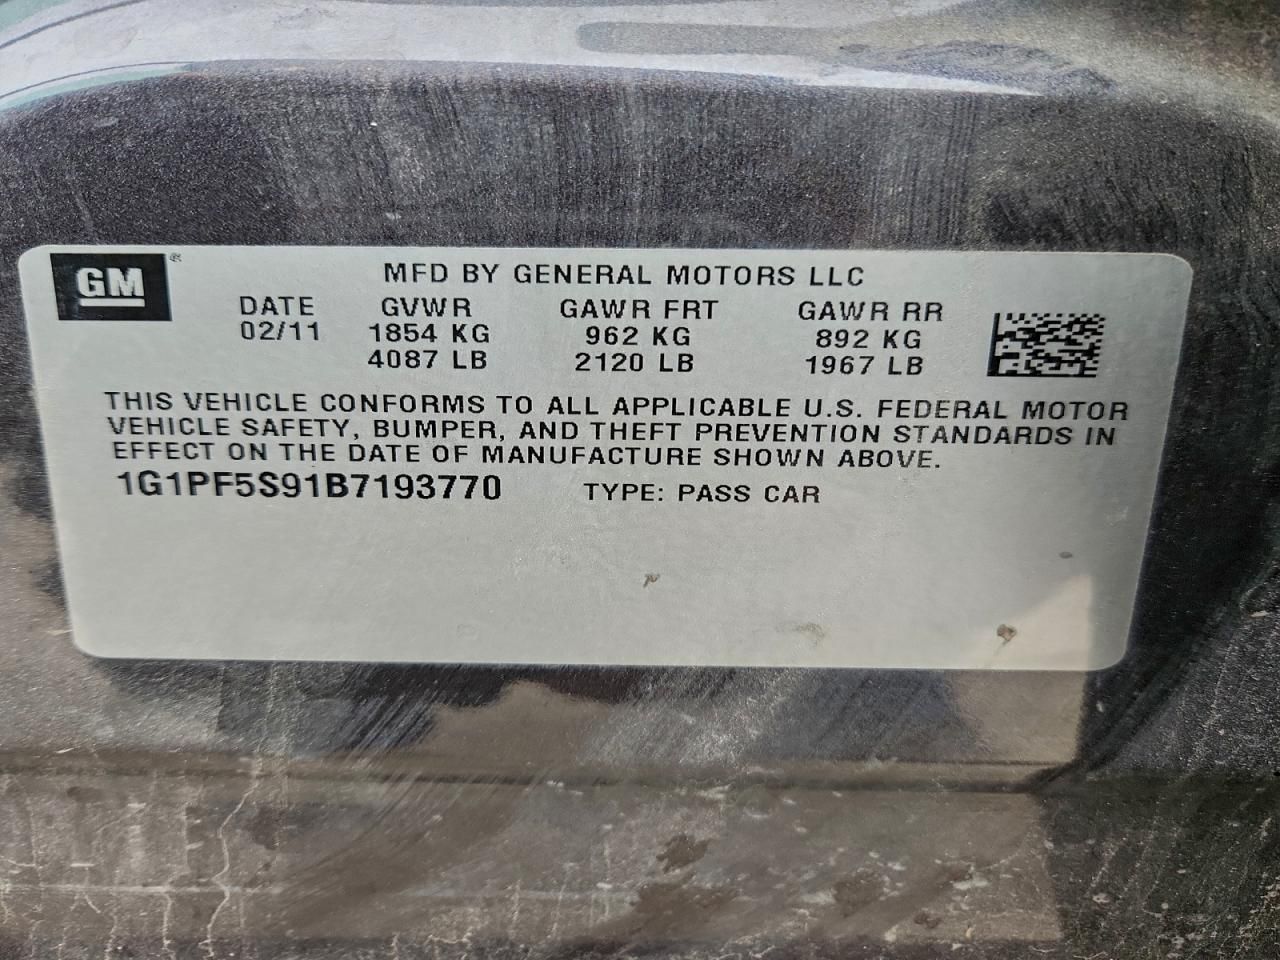 GM ®
MFD BY GENERAL MOTORS LLC
DATE GVWR GAWR FRT GAWR RR
02/11 1854 KG 962 KG 892 KG
4087 LB 2120 LB 1967 LB
THIS VEHICLE CONFORMS TO ALL APPLICABLE U.S. FEDERAL MOTOR
VEHICLE SAFETY, BUMPER, AND THEFT PREVENTION STANDARDS IN
EFFECT ON THE DATE OF MANUFACTURE SHOWN ABOVE.
1G1PF5S91B7193770 TYPE: PASS CAR